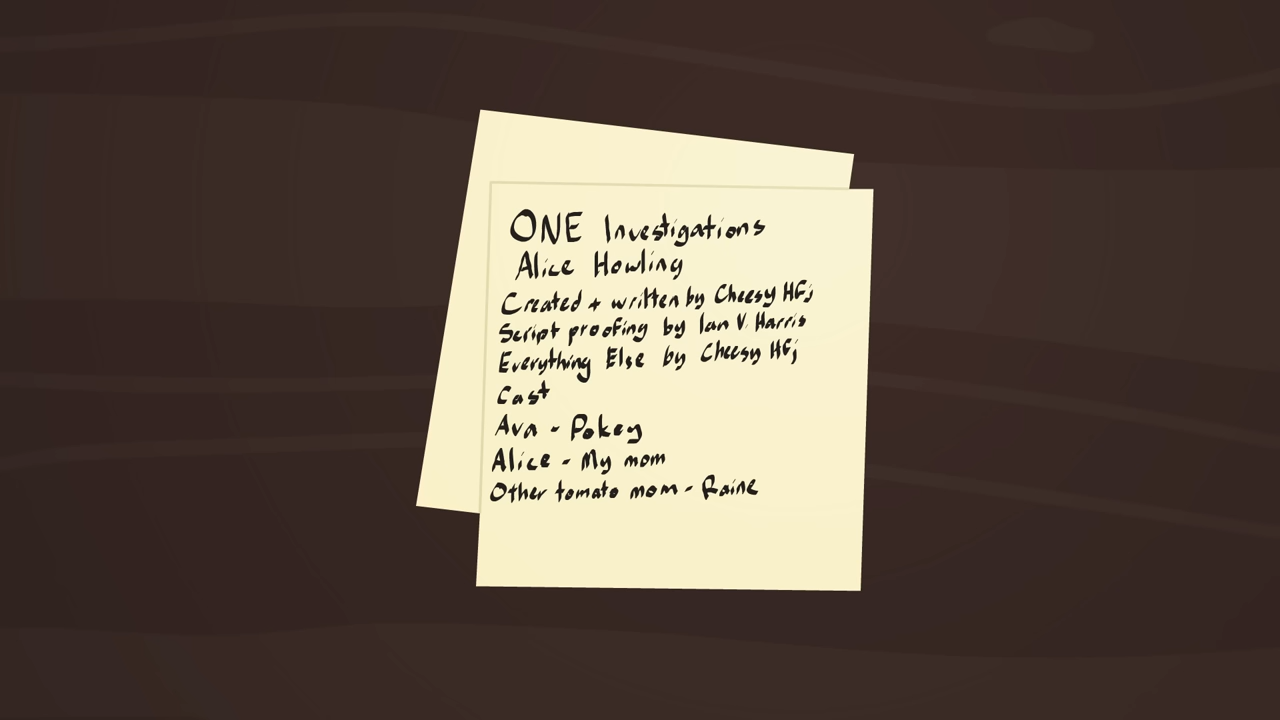 ONE Investigations
Alice Howling
Created + written by Cheesy HFj
Script proofing by Ian V. Harris
Everything Else by Cheesy HFj
Cast
Ava - Pokey
Alice - My mom
Other tomato mom - Raine